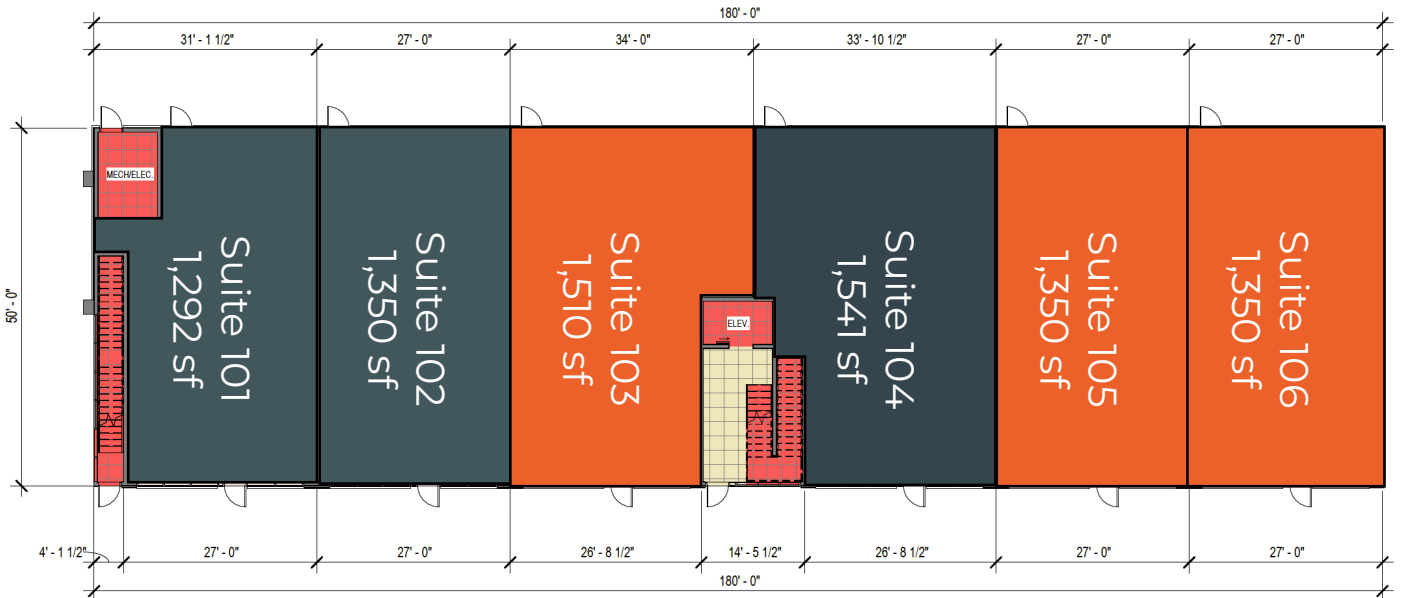 180' - 0"
31' - 1 1/2"
27' - 0"
34' - 0"
33' - 10 1/2"
27' - 0"
27' - 0"
50' - 0"
MECH/ELEC.
Suite 101
1,292 sf
Suite 102
1,350 sf
Suite 103
1,510 sf
ELEV.
Suite 104
1,541 sf
Suite 105
1,350 sf
Suite 106
1,350 sf
4' - 1 1/2"
27' - 0"
27' - 0"
26' - 8 1/2"
14' - 5 1/2"
26' - 8 1/2"
27' - 0"
27' - 0"
180' - 0"